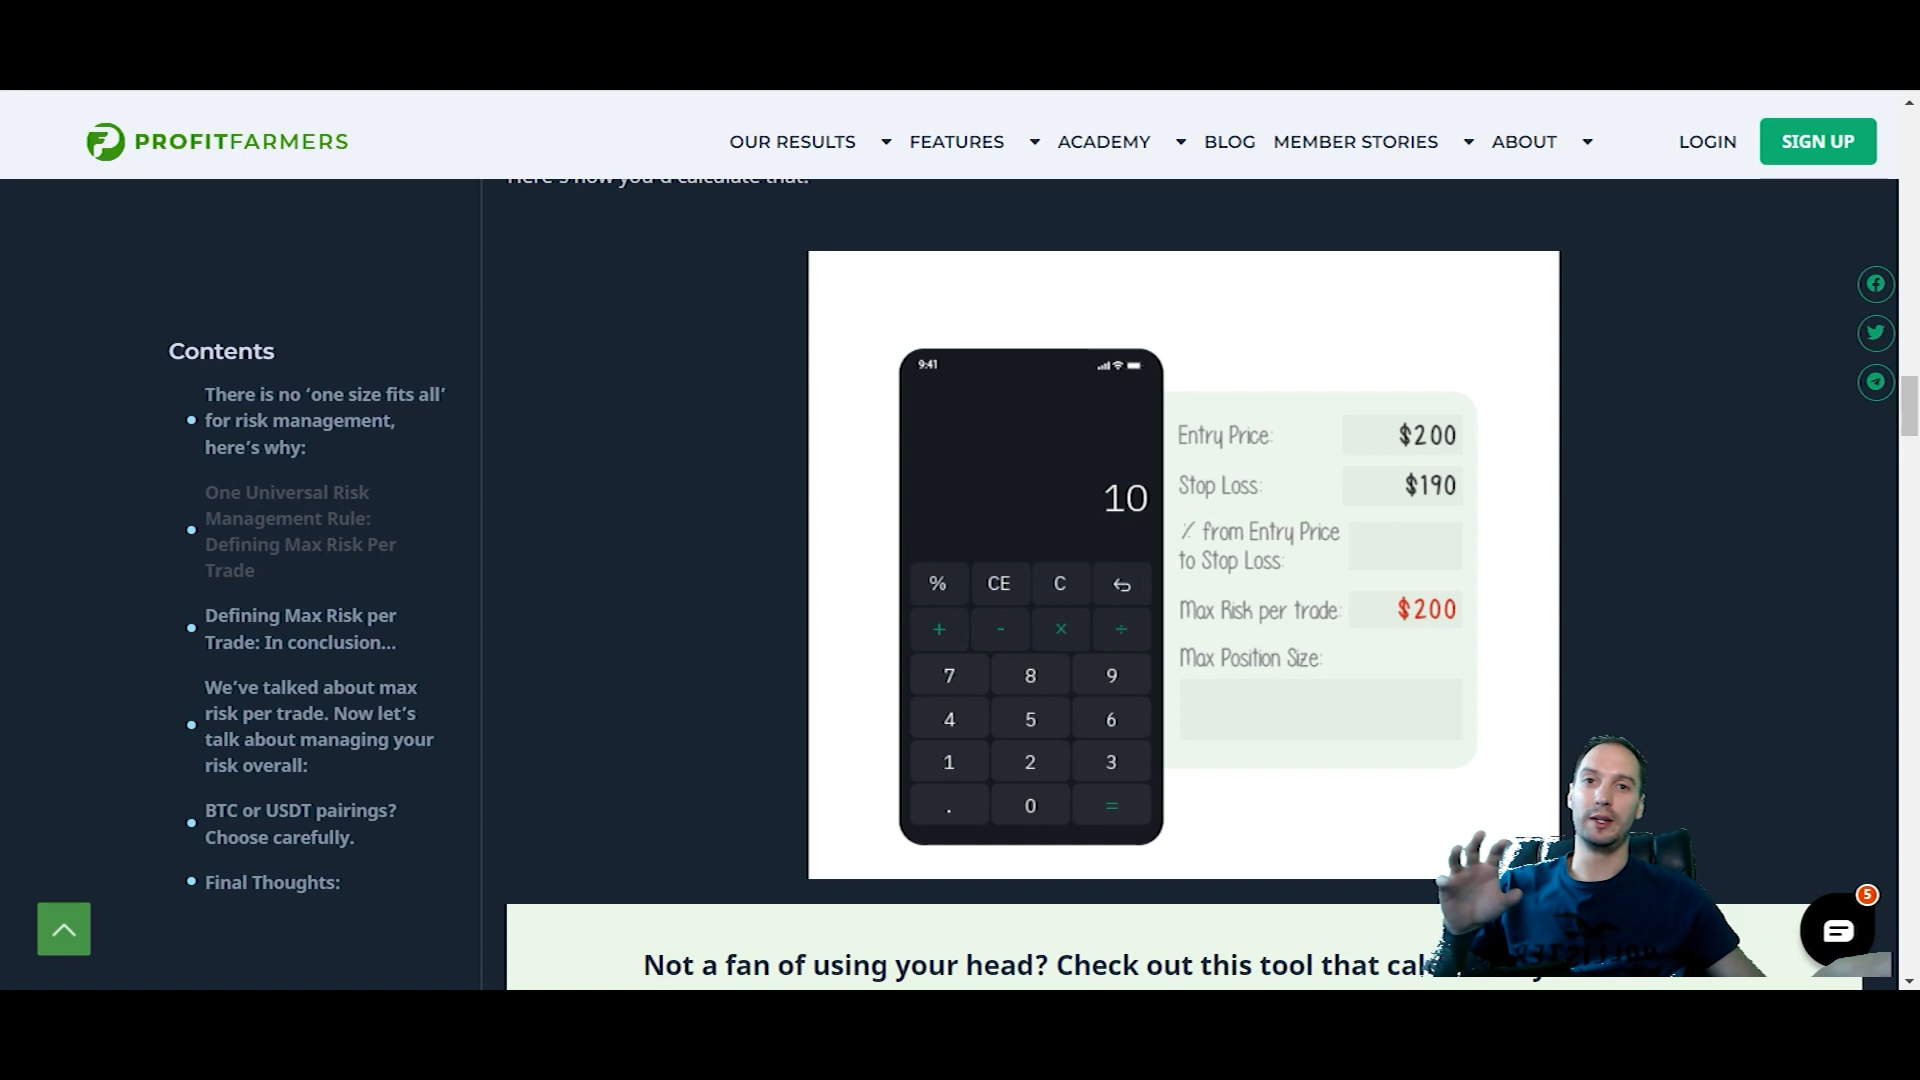 PROFITFARMERS
OUR RESULTS FEATURES ACADEMY BLOG MEMBER STORIES ABOUT LOGIN SIGN UP
Here's how you'd calculate that:
Contents
There is no ‘one size fits all’
for risk management,
here’s why:
One Universal Risk
Management Rule:
Defining Max Risk Per
Trade
Defining Max Risk per
Trade: In conclusion...
We’ve talked about max
risk per trade. Now let’s
talk about managing your
risk overall:
BTC or USDT pairings?
Choose carefully.
Final Thoughts:
9:41
10
% CE C
+ - × ÷
7 8 9
4 5 6
1 2 3
. 0 =
Entry Price: $200
Stop Loss: $190
% from Entry Price
to Stop Loss:
Max Risk per trade: $200
Max Position Size:
5
Not a fan of using your head? Check out this tool that